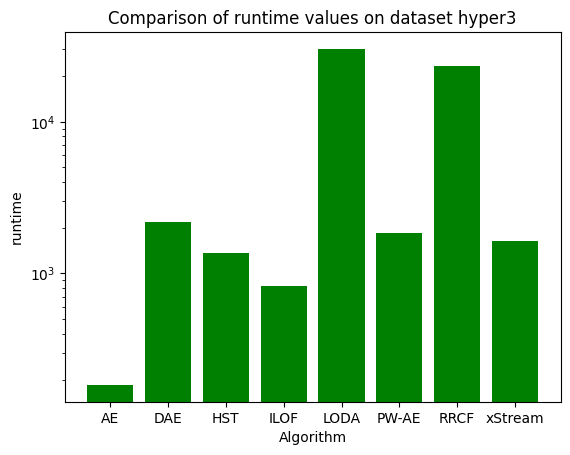 Comparison of runtime values on dataset hyper3
10^4
10^3
runtime
AE DAE HST ILOF LODA PW-AE RRCF xStream
Algorithm